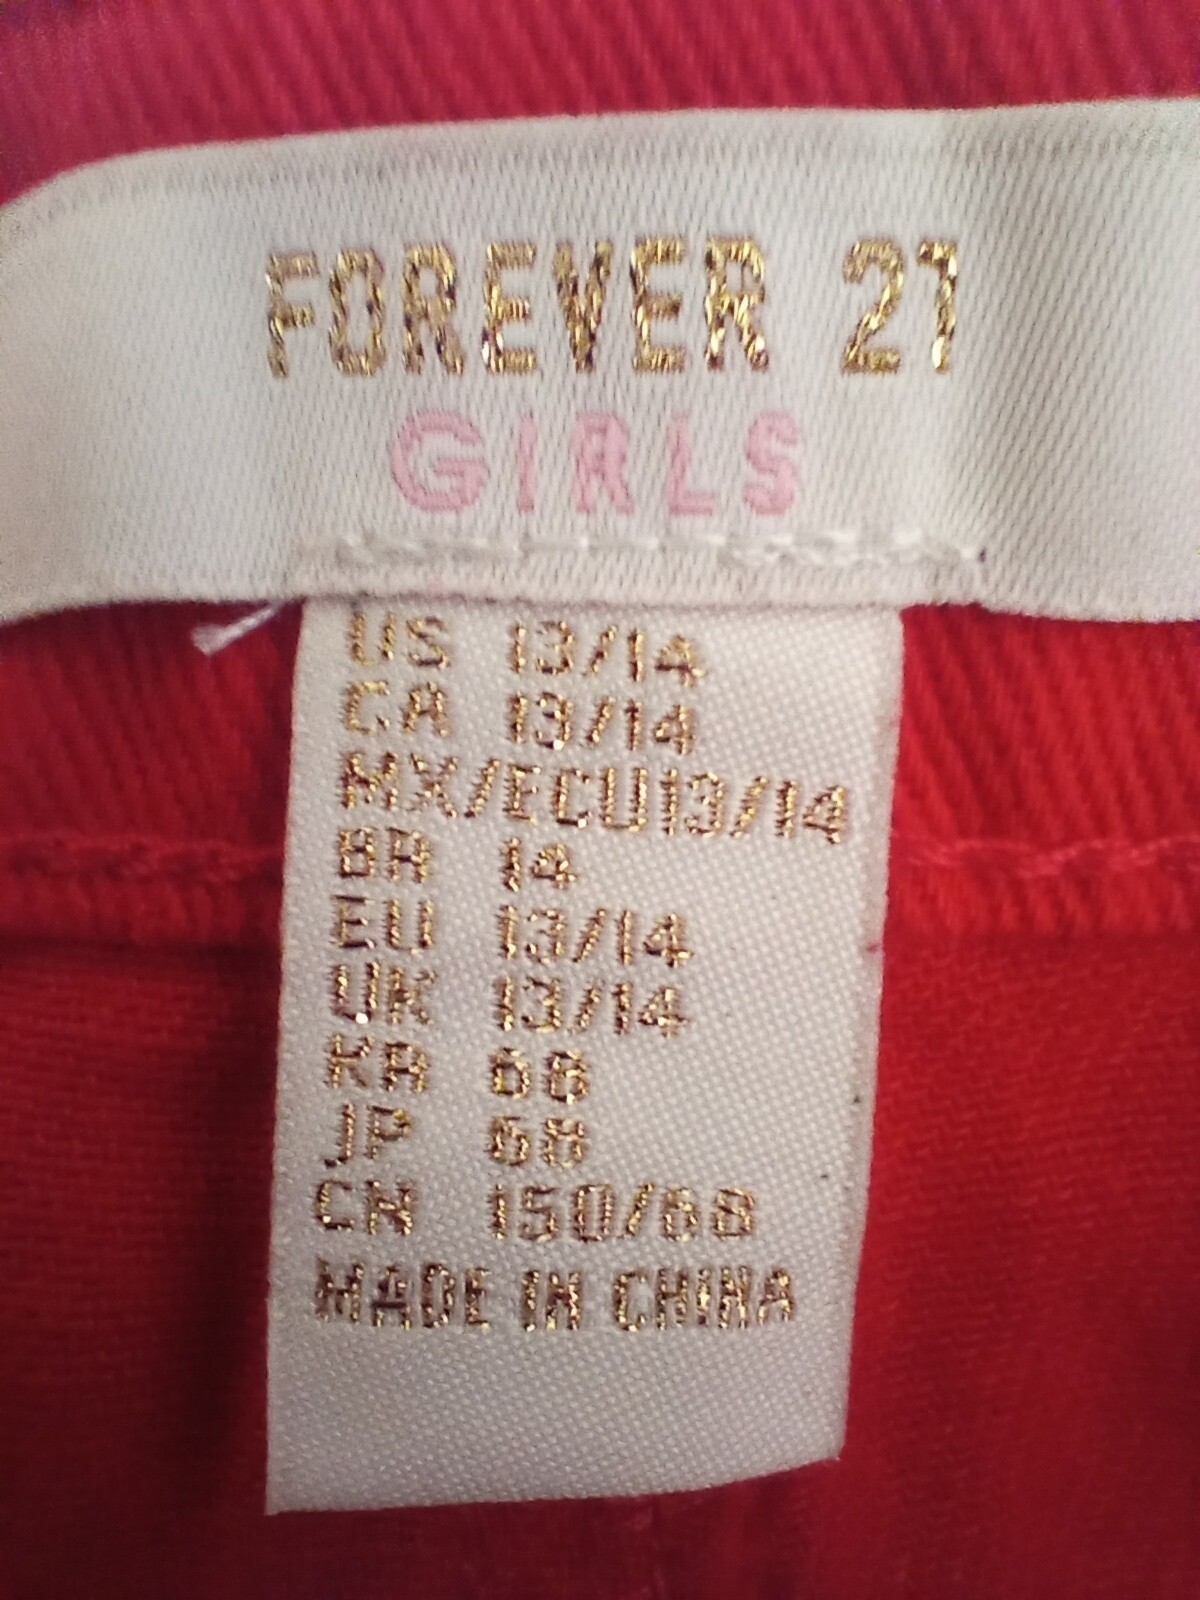 FOREVER 21
GIRLS
US 13/14
CA 13/14
MX/ECU13/14
BR 14
EU 13/14
UK 13/14
KR 68
JP 68
CN 150/68
MADE IN CHINA